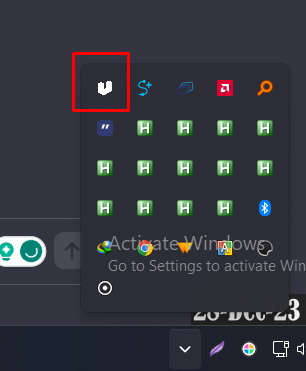 "
H H H H
H H H H H
H H H H
A
Activate Windows
Go to Settings to activate Win
28-Dec-23